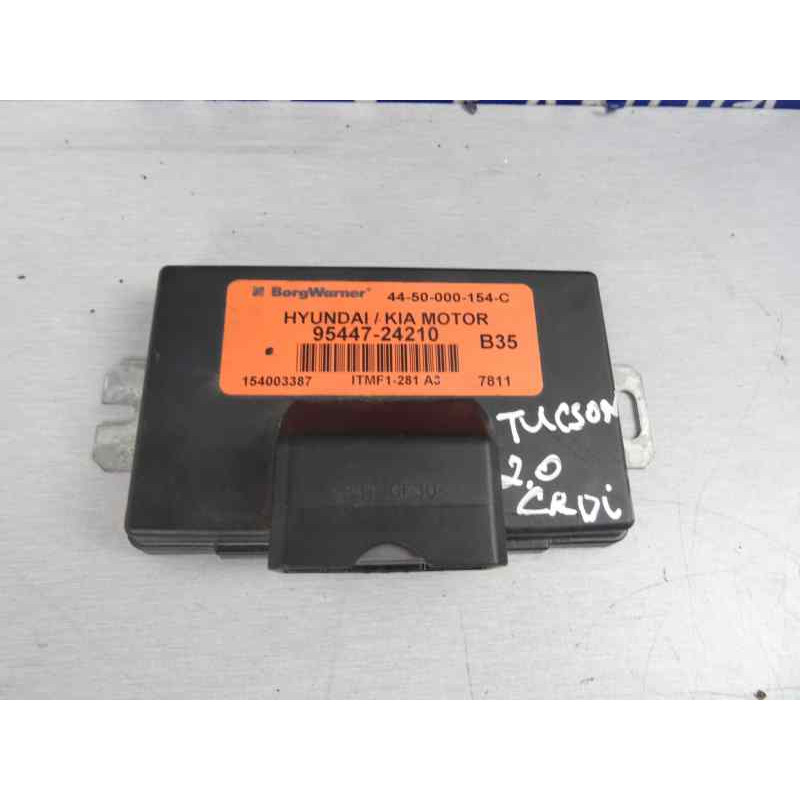 BorgWarner 44-50-000-154-C
HYUNDAI / KIA MOTOR
95447-24210 B35
154003387 ITMF1-281 A3 7811
TUCSON
2.0
CRDi